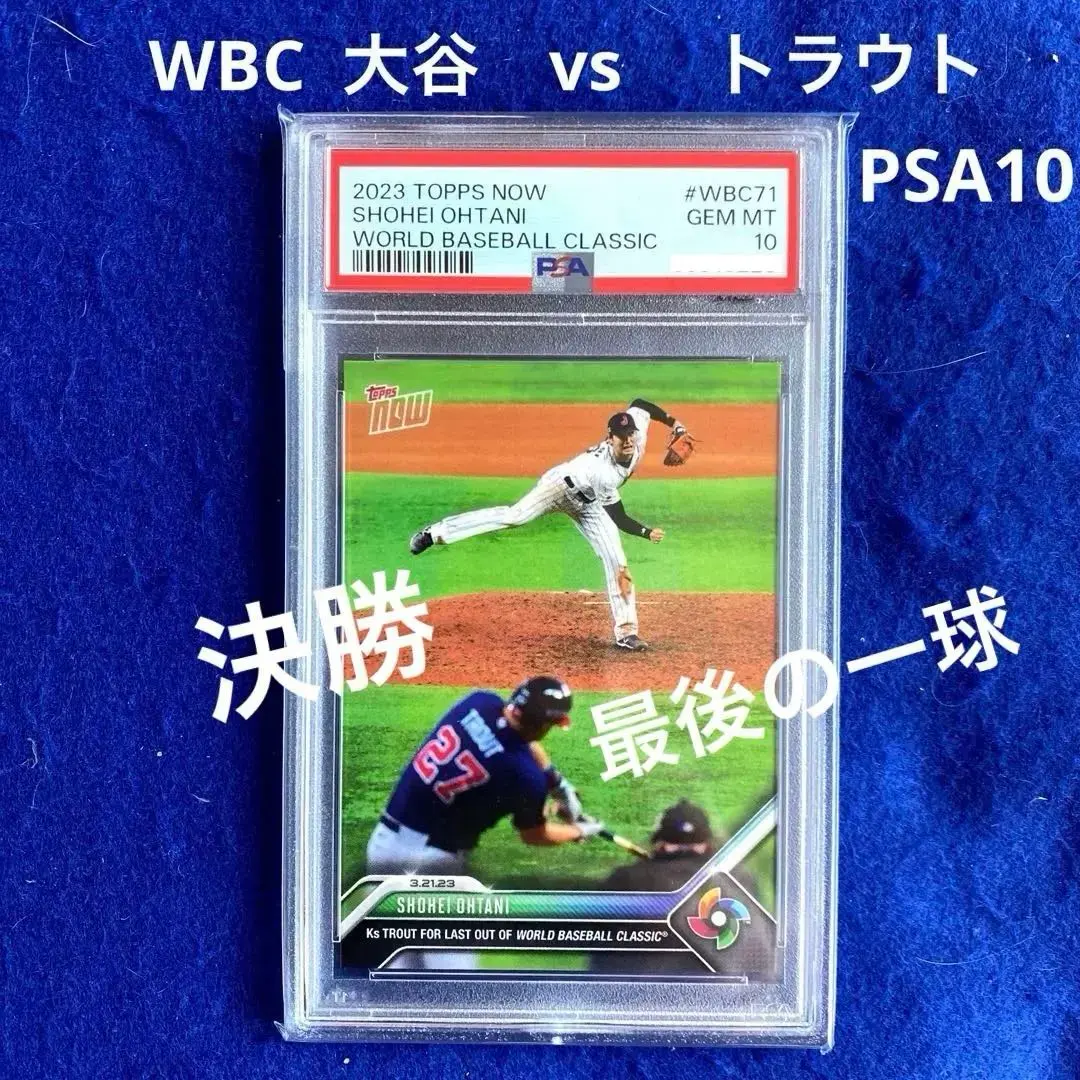 WBC 大谷 vs トラウト
PSA10
2023 TOPPS NOW #WBC71
SHOHEI OHTANI GEM MT
WORLD BASEBALL CLASSIC 10
PSA
topps
NOW
決勝
最後の一球
TROUT
27
3.21.23
SHOHEI OHTANI
Ks TROUT FOR LAST OUT OF WORLD BASEBALL CLASSIC®